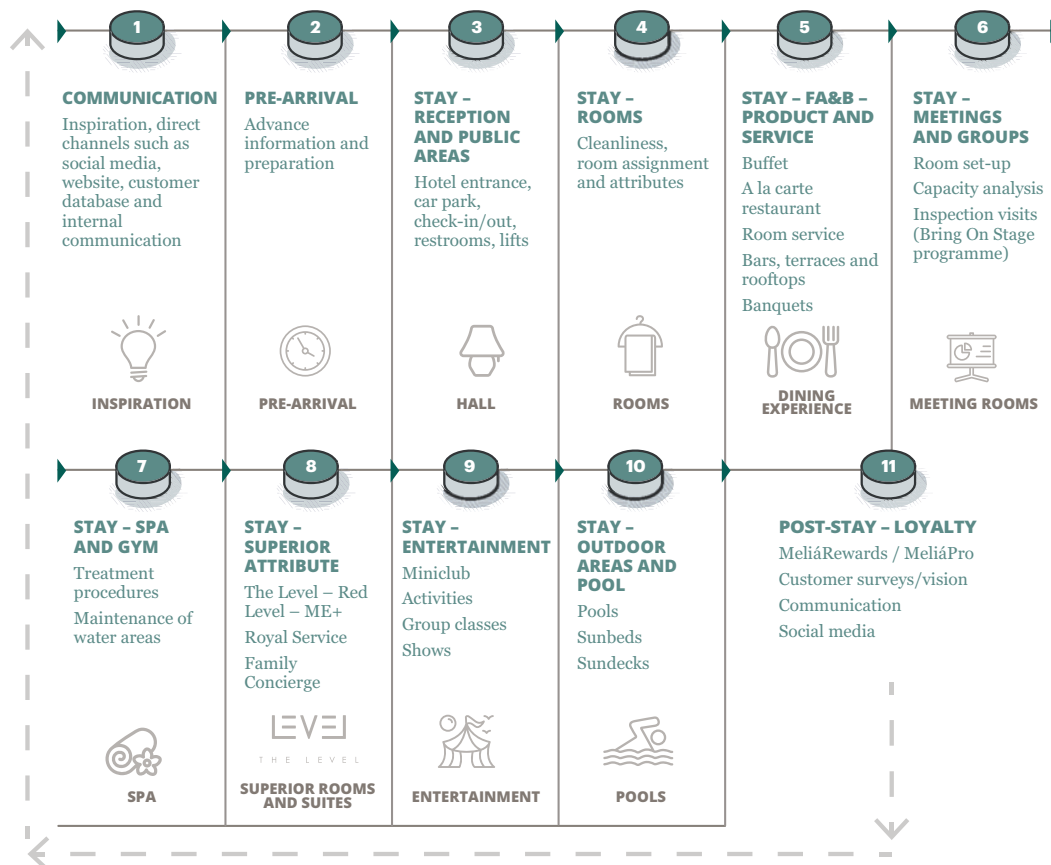 1
COMMUNICATION
Inspiration, direct
channels such as
social media,
website, customer
database and
internal
communication
INSPIRATION
2
PRE-ARRIVAL
Advance
information and
preparation
PRE-ARRIVAL
3
STAY –
RECEPTION
AND PUBLIC
AREAS
Hotel entrance,
car park,
check-in/out,
restrooms, lifts
HALL
4
STAY –
ROOMS
Cleanliness,
room assignment
and attributes
ROOMS
5
STAY – FA&B –
PRODUCT AND
SERVICE
Buffet
A la carte
restaurant
Room service
Bars, terraces and
rooftops
Banquets
DINING
EXPERIENCE
6
STAY –
MEETINGS
AND GROUPS
Room set-up
Capacity analysis
Inspection visits
(Bring On Stage
programme)
MEETING ROOMS
7
STAY – SPA
AND GYM
Treatment
procedures
Maintenance of
water areas
SPA
8
STAY –
SUPERIOR
ATTRIBUTE
The Level – Red
Level – ME+
Royal Service
Family
Concierge
LEVEL
THE LEVEL
SUPERIOR ROOMS
AND SUITES
9
STAY –
ENTERTAINMENT
Miniclub
Activities
Group classes
Shows
ENTERTAINMENT
10
STAY –
OUTDOOR
AREAS AND
POOL
Pools
Sunbeds
Sundecks
POOLS
11
POST-STAY – LOYALTY
MeliáRewards / MeliáPro
Customer surveys/vision
Communication
Social media